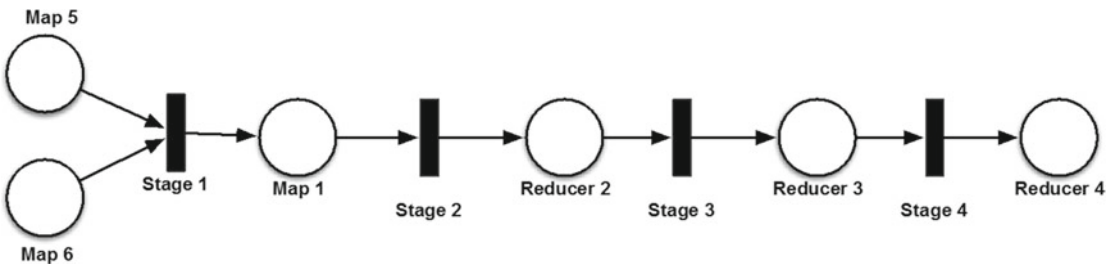 Map 5
Map 6
Stage 1
Map 1
Stage 2
Reducer 2
Stage 3
Reducer 3
Stage 4
Reducer 4